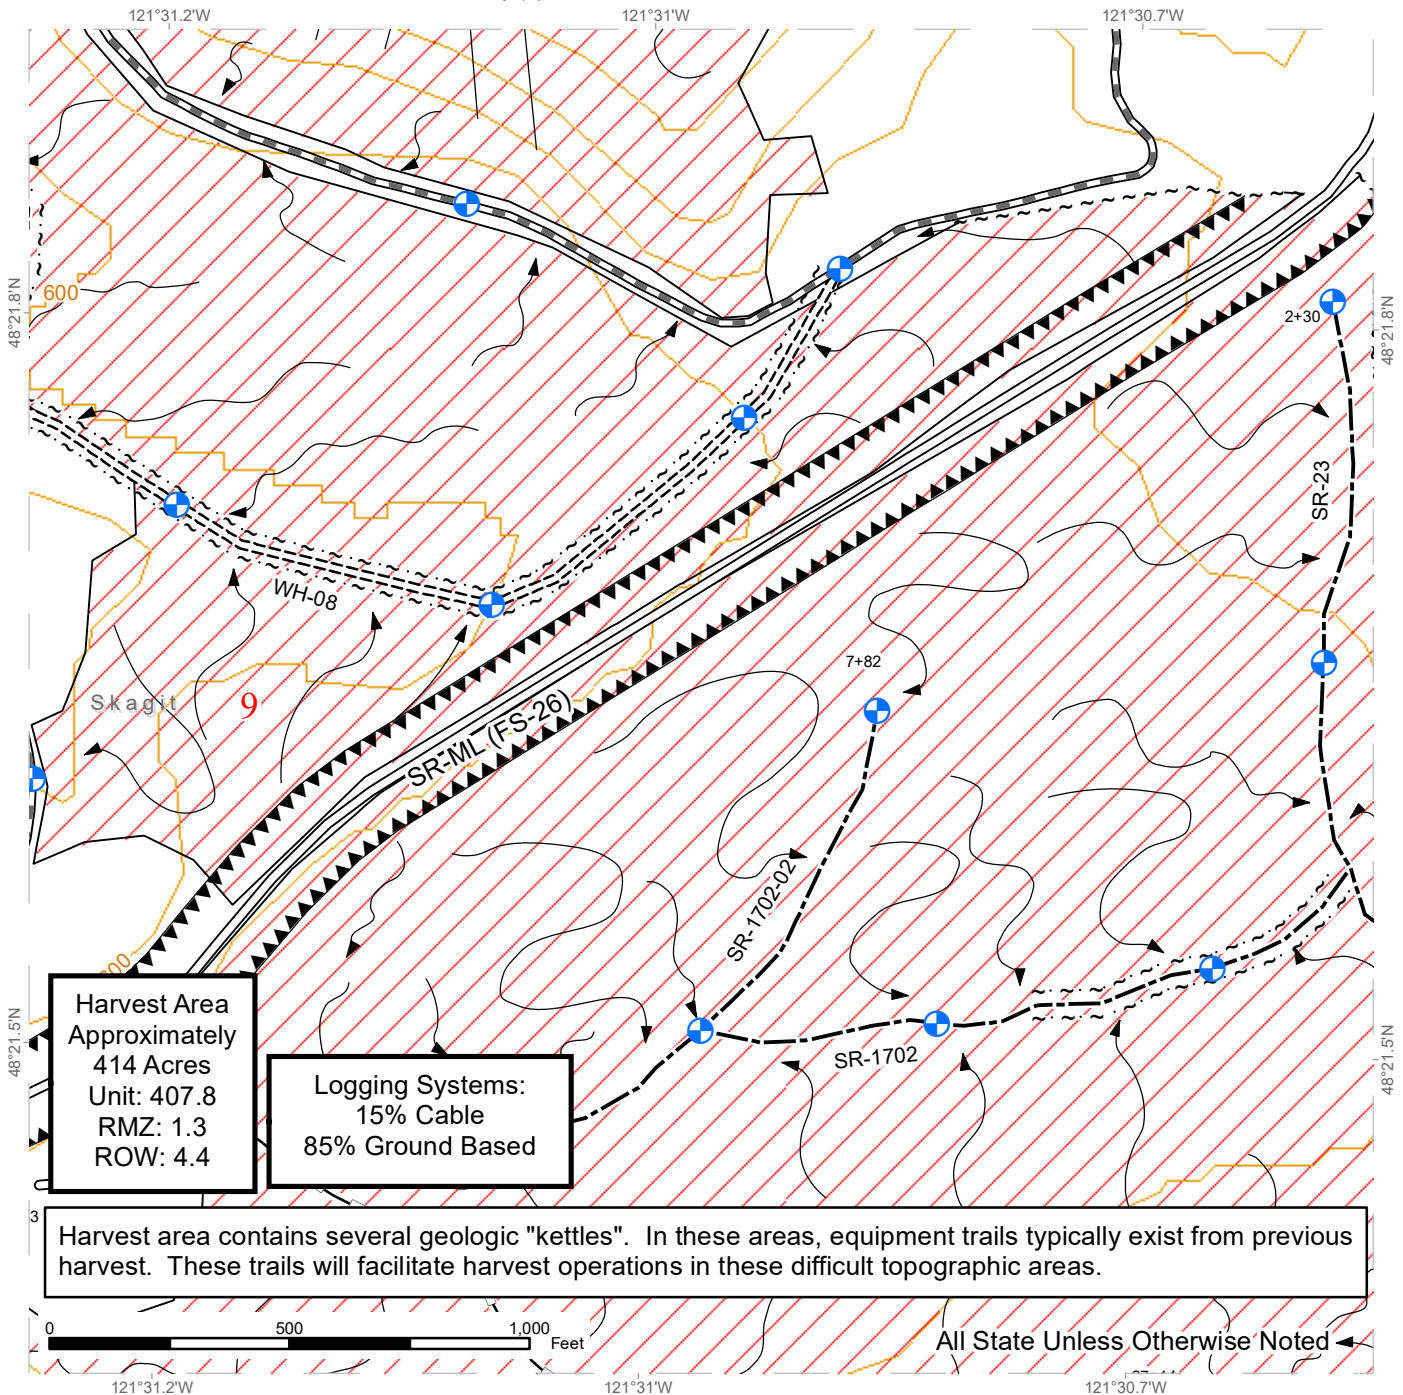 121°31.2'W
121°31'W
121°30.7'W
48°21.8'N
48°21.8'N
600
2+30
SR-23
WH-08
7+82
Skagit
9
SR-ML (FS-26)
SR-1702-02
SR-1702
48°21.5'N
48°21.5'N
Harvest Area
Approximately
414 Acres
Unit: 407.8
RMZ: 1.3
ROW: 4.4
Logging Systems:
15% Cable
85% Ground Based
3
Harvest area contains several geologic "kettles". In these areas, equipment trails typically exist from previous
harvest. These trails will facilitate harvest operations in these difficult topographic areas.
0 500 1,000
Feet
All State Unless Otherwise Noted
121°31.2'W
121°31'W
121°30.7'W